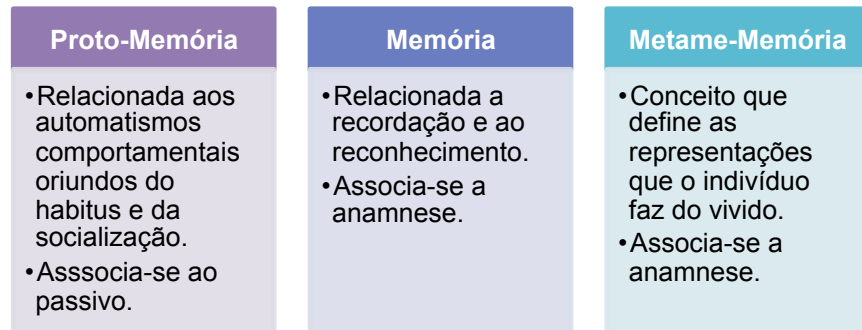 Proto-Memória
•Relacionada aos
automatismos
comportamentais
oriundos do
habitus e da
socialização.
•Asssocia-se ao
passivo.
Memória
•Relacionada a
recordação e ao
reconhecimento.
•Associa-se a
anamnese.
Metame-Memória
•Conceito que
define as
representações
que o indivíduo
faz do vivido.
•Associa-se a
anamnese.